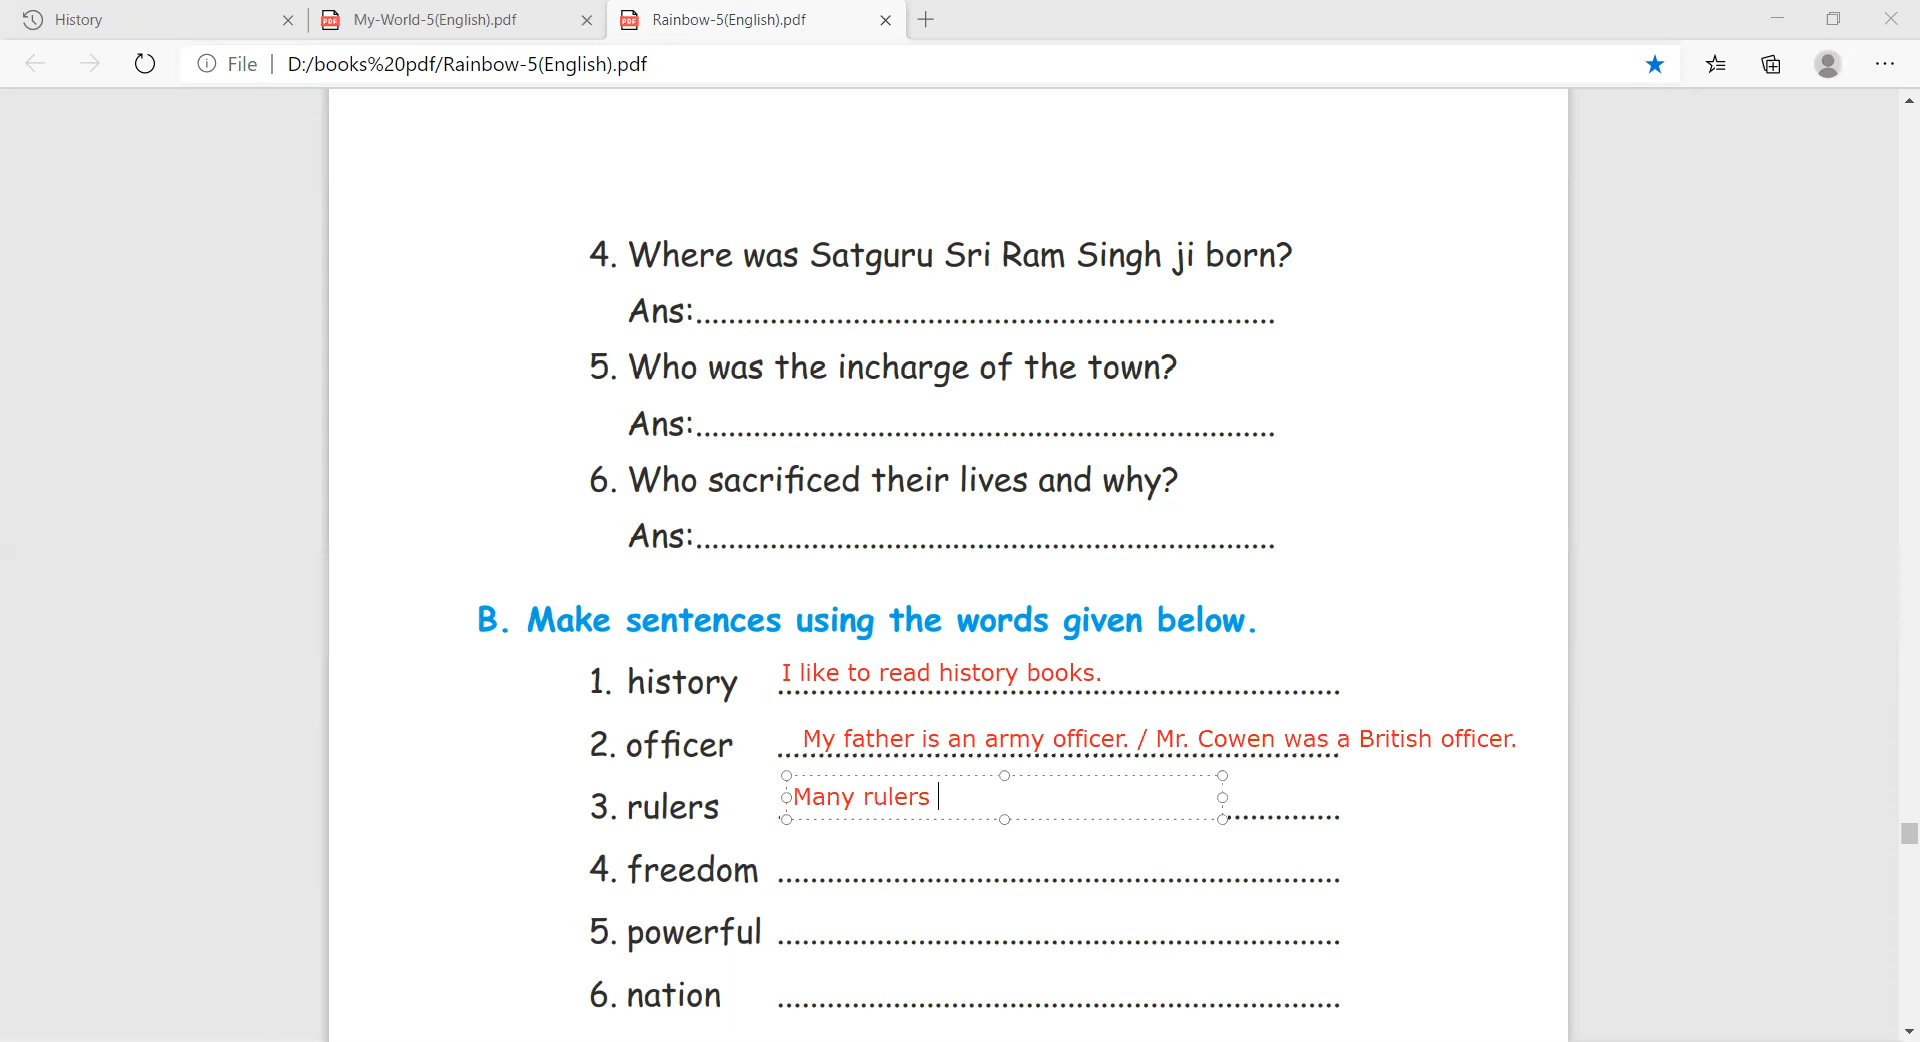 History
My-World-5(English).pdf
Rainbow-5(English).pdf
File | D:/books%20pdf/Rainbow-5(English).pdf
4. Where was Satguru Sri Ram Singh ji born?
Ans:......................................................................
5. Who was the incharge of the town?
Ans:......................................................................
6. Who sacrificed their lives and why?
Ans:......................................................................
B. Make sentences using the words given below.
1. history I like to read history books.
2. officer My father is an army officer. / Mr. Cowen was a British officer.
3. rulers Many rulers
4. freedom ....................................................................
5. powerful ....................................................................
6. nation ....................................................................